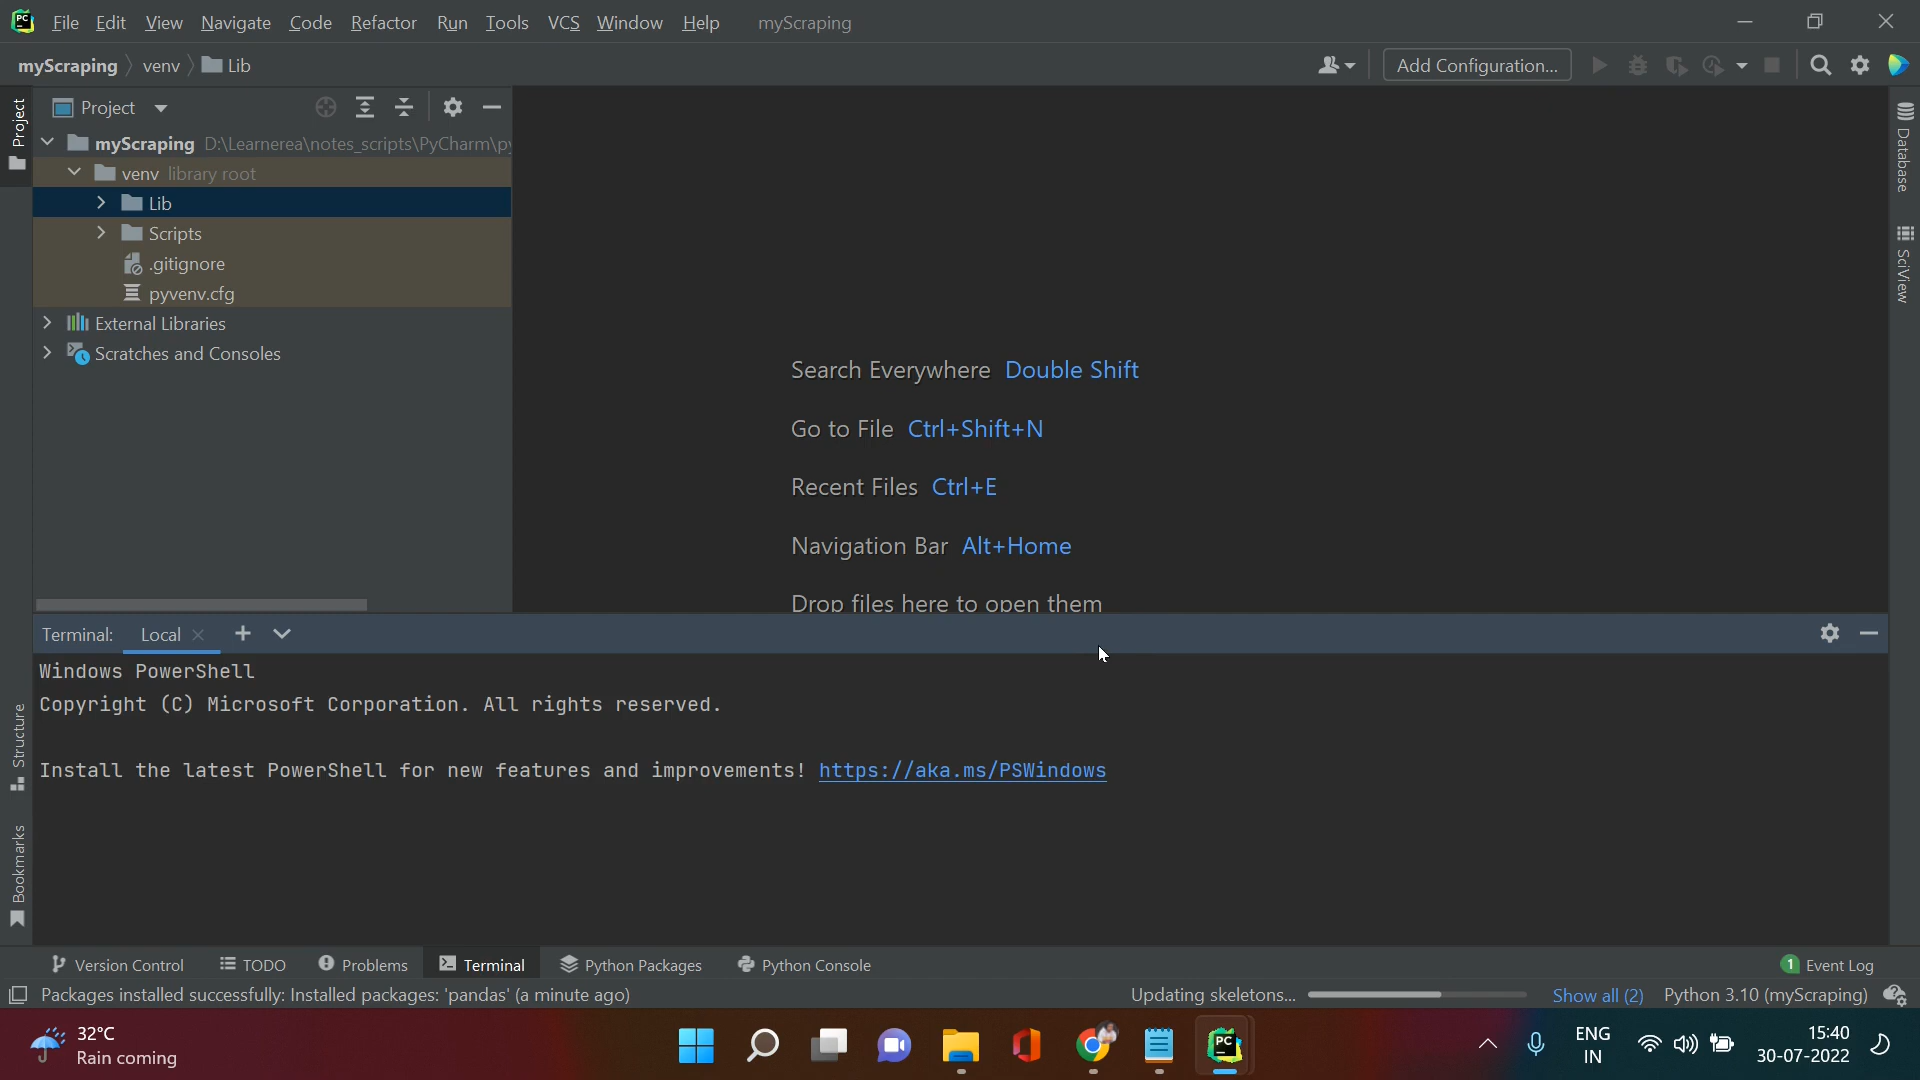 PC File Edit View Navigate Code Refactor Run Tools VCS Window Help myScraping
myScraping venv Lib
Add Configuration...
Project
Project
myScraping D:\Learnerea\notes_scripts\PyCharm\py
venv library root
Lib
Scripts
.gitignore
pyvenv.cfg
External Libraries
Scratches and Consoles
Database
SciView
Search Everywhere Double Shift
Go to File Ctrl+Shift+N
Recent Files Ctrl+E
Navigation Bar Alt+Home
Drop files here to open them
Terminal: Local
Windows PowerShell
Copyright (C) Microsoft Corporation. All rights reserved.
Install the latest PowerShell for new features and improvements! https://aka.ms/PSWindows
Structure
Bookmarks
Version Control TODO Problems Terminal Python Packages Python Console 1 Event Log
Packages installed successfully: Installed packages: 'pandas' (a minute ago) Updating skeletons... Show all (2) Python 3.10 (myScraping)
32°C
Rain coming
PC
ENG
IN
15:40
30-07-2022